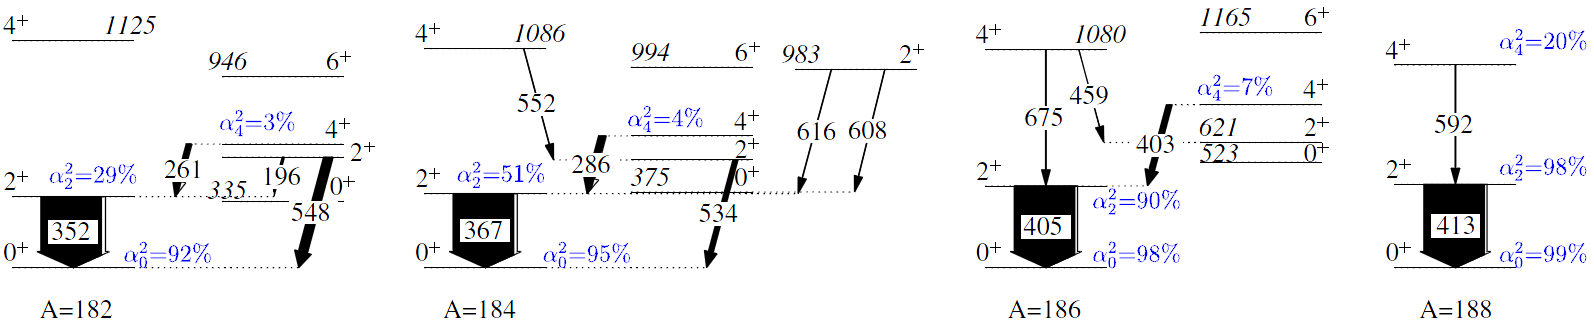 4+ 1125
946 6+
α₄²=3%
4+
2+
261
2+ α₂²=29%
196
335 0+
548
352
0+ α₀²=92%
A=182
4+ 1086
994 6+
983 2+
552
α₄²=4%
4+
616 608
286
2+
2+ α₂²=51%
375 0+
534
367
0+ α₀²=95%
A=184
4+ 1080
1165 6+
459
675
α₄²=7% 4+
621 2+
403
523 0+
2+
α₂²=90%
405
0+ α₀²=98%
A=186
4+ α₄²=20%
592
2+ α₂²=98%
413
0+ α₀²=99%
A=188